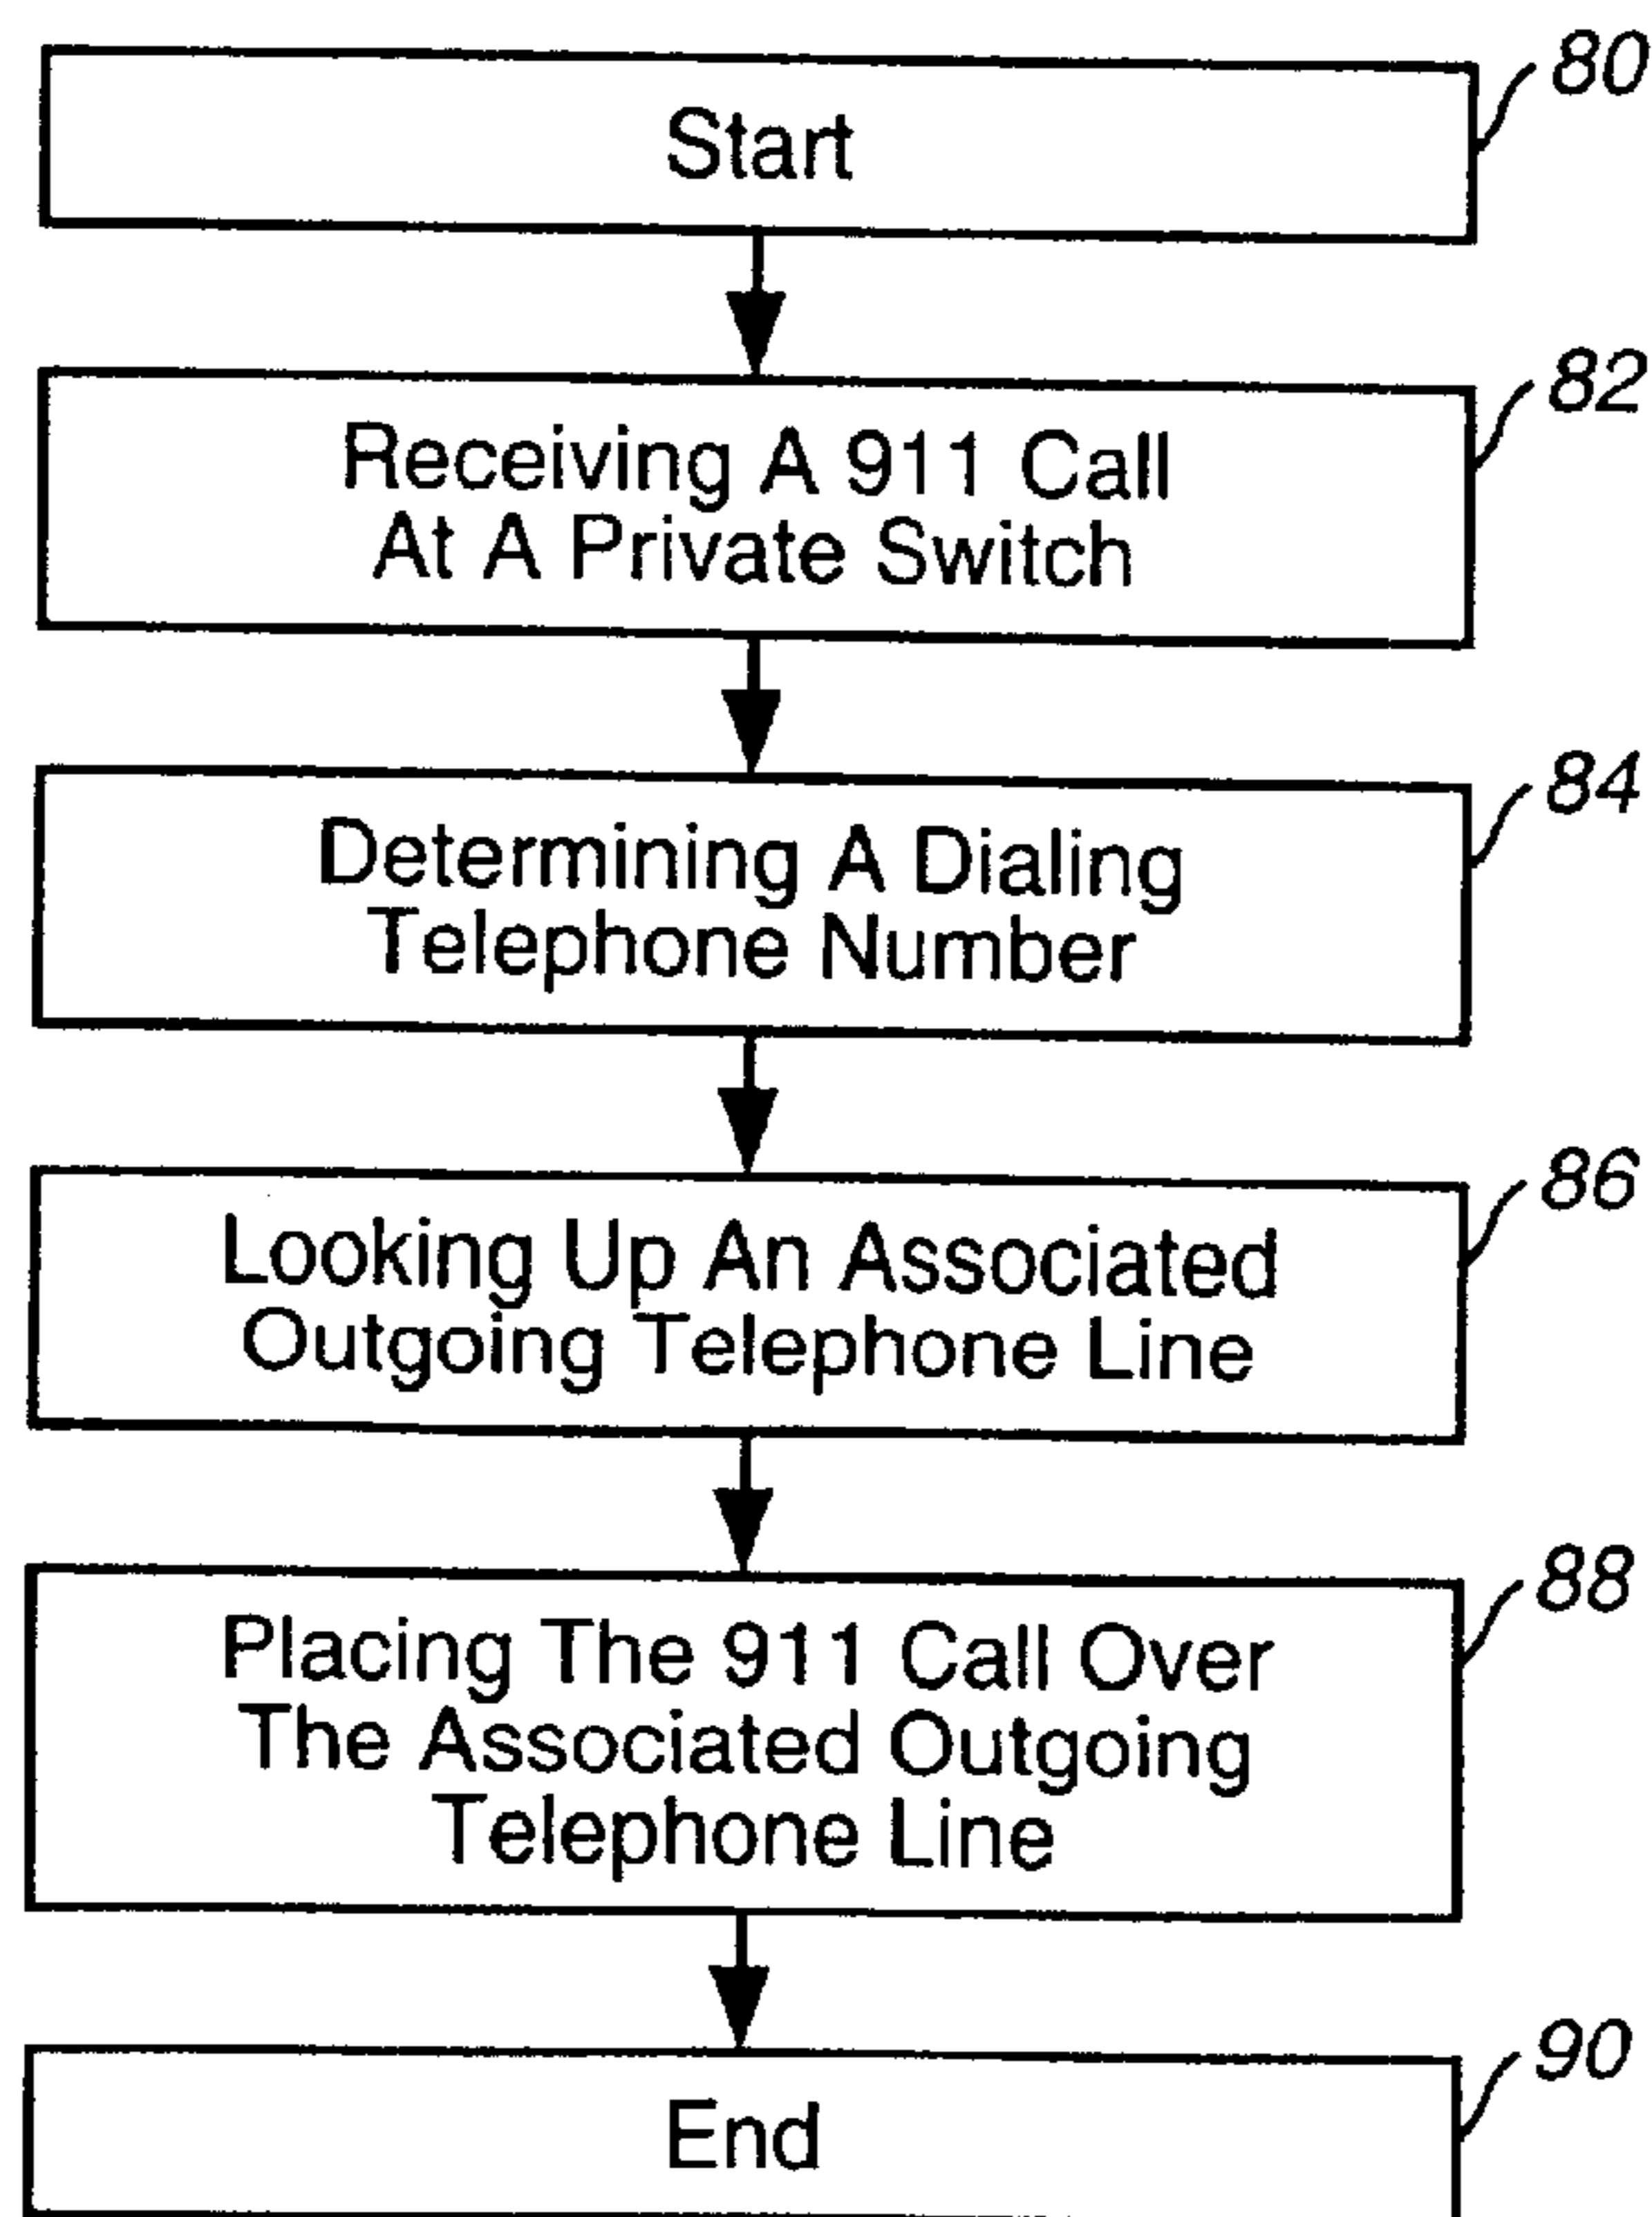 Start
80
Receiving A 911 Call
At A Private Switch
82
Determining A Dialing
Telephone Number
84
Looking Up An Associated
Outgoing Telephone Line
86
Placing The 911 Call Over
The Associated Outgoing
Telephone Line
88
End
90